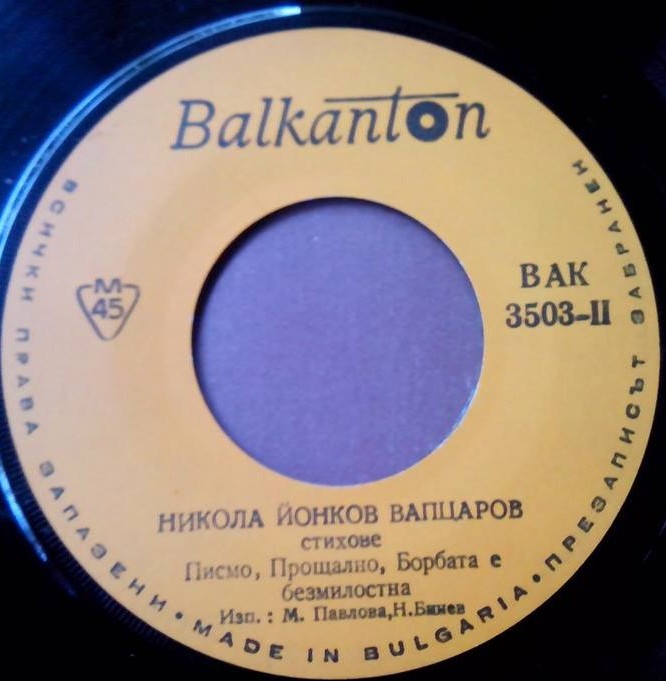 Balkanton
M
45
ВАК
3503-II
НИКОЛА ЙОНКОВ ВАПЦАРОВ
стихове
Писмо, Прощално, Борбата е
безмилостна
Изп.: М. Павлова, Н. Бинев
ВСИЧКИ ПРАВА ЗАПАЗЕНИ • MADE IN BULGARIA • ПРЕЗАПИСЪТ ЗАБРАНЕН